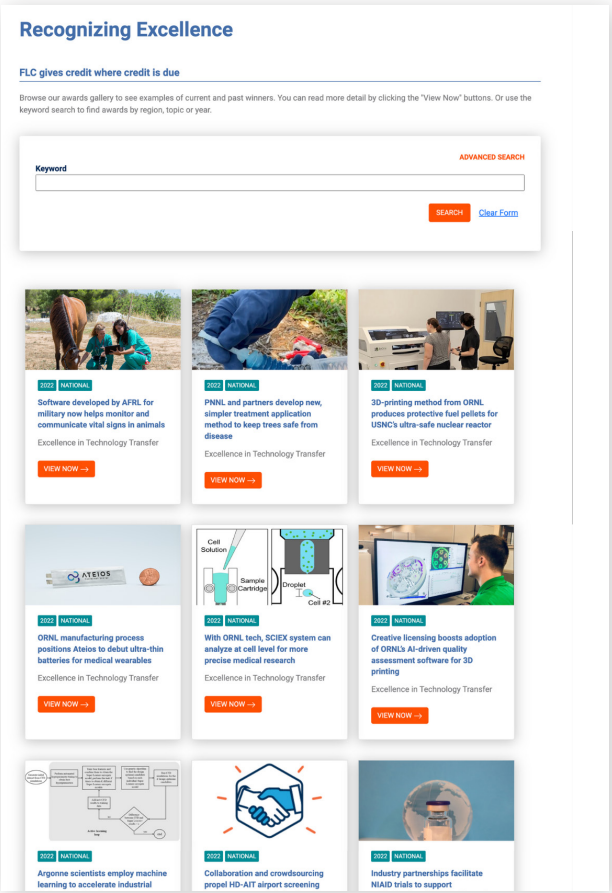 Recognizing Excellence
FLC gives credit where credit is due
Browse our awards gallery to see examples of current and past winners. You can read more detail by clicking the "View Now" buttons. Or use the
keyword search to find awards by region, topic or year.
ADVANCED SEARCH
Keyword
SEARCH Clear Form
2022 NATIONAL
Software developed by AFRL for
military now helps monitor and
communicate vital signs in animals
Excellence in Technology Transfer
VIEW NOW →
2022 NATIONAL
PNNL and partners develop new,
simpler treatment application
method to keep trees safe from
disease
Excellence in Technology Transfer
VIEW NOW →
2022 NATIONAL
3D-printing method from ORNL
produces protective fuel pellets for
USNC's ultra-safe nuclear reactor
Excellence in Technology Transfer
VIEW NOW →
ATEIOS
2022 NATIONAL
ORNL manufacturing process
positions Ateios to debut ultra-thin
batteries for medical wearables
Excellence in Technology Transfer
VIEW NOW →
Cell
Solution
Sample
Cartridge
Droplet
Cell #2
2022 NATIONAL
With ORNL tech, SCIEX system can
analyze at cell level for more
precise medical research
Excellence in Technology Transfer
VIEW NOW →
2022 NATIONAL
Creative licensing boosts adoption
of ORNL's AI-driven quality
assessment software for 3D
printing
Excellence in Technology Transfer
VIEW NOW →
2022 NATIONAL
Argonne scientists employ machine
learning to accelerate industrial
2022 NATIONAL
Collaboration and crowdsourcing
propel HD-AIT airport screening
2022 NATIONAL
Industry partnerships facilitate
NIAID trials to support